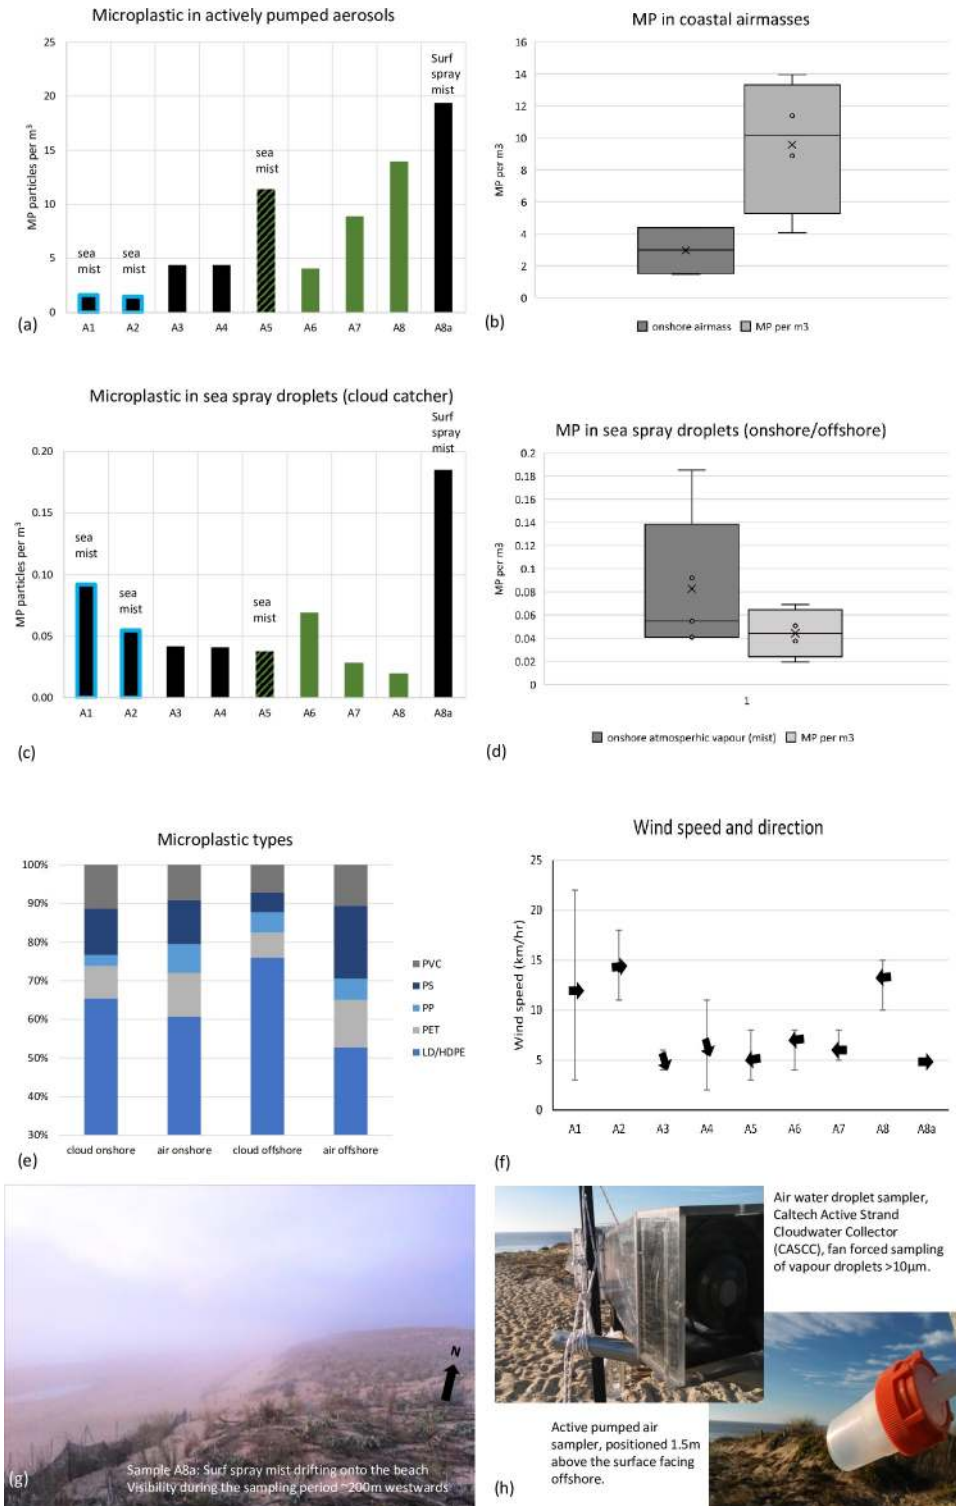 Microplastic in actively pumped aerosols
25
20
15
10
5
0
MP particles per m³
sea
mist
sea
mist
sea
mist
Surf
spray
mist
A1 A2 A3 A4 A5 A6 A7 A8 A8a
(a)
MP in coastal airmasses
16
14
12
10
8
6
4
2
0
MP per m3
onshore airmass MP per m3
(b)
Microplastic in sea spray droplets (cloud catcher)
0.20
0.15
0.10
0.05
0.00
MP particles per m³
sea
mist
sea
mist
sea
mist
Surf
spray
mist
A1 A2 A3 A4 A5 A6 A7 A8 A8a
(c)
MP in sea spray droplets (onshore/offshore)
0.2
0.18
0.16
0.14
0.12
0.1
0.08
0.06
0.04
0.02
0
MP per m3
1
onshore atmosperhic vapour (mist) MP per m3
(d)
Microplastic types
100%
90%
80%
70%
60%
50%
40%
30%
PVC
PS
PP
PET
LD/HDPE
cloud onshore air onshore cloud offshore air offshore
(e)
Wind speed and direction
25
20
15
10
5
0
Wind speed (km/hr)
A1 A2 A3 A4 A5 A6 A7 A8 A8a
(f)
N
Sample A8a: Surf spray mist drifting onto the beach
Visibility during the sampling period ~200m westwards
(g)
Air water droplet sampler,
Caltech Active Strand
Cloudwater Collector
(CASCC), fan forced sampling
of vapour droplets >10µm.
Active pumped air
sampler, positioned 1.5m
above the surface facing
offshore.
(h)